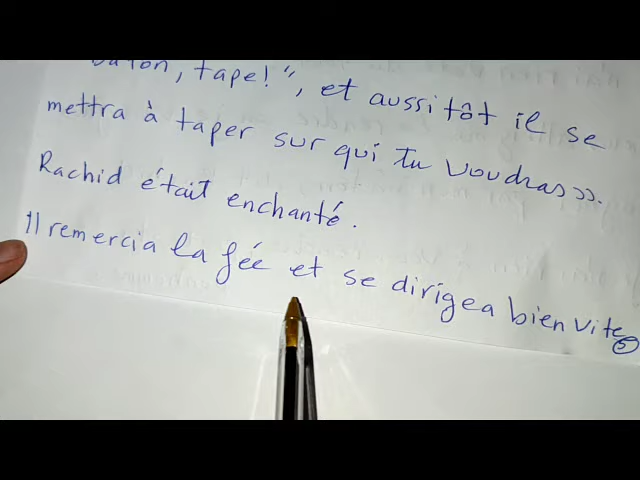 bâton, tape!", et aussitôt il se
mettra à taper sur qui tu voudras>>.
Rachid était enchanté.
Il remercia la fée et se dirigea bien vite
5